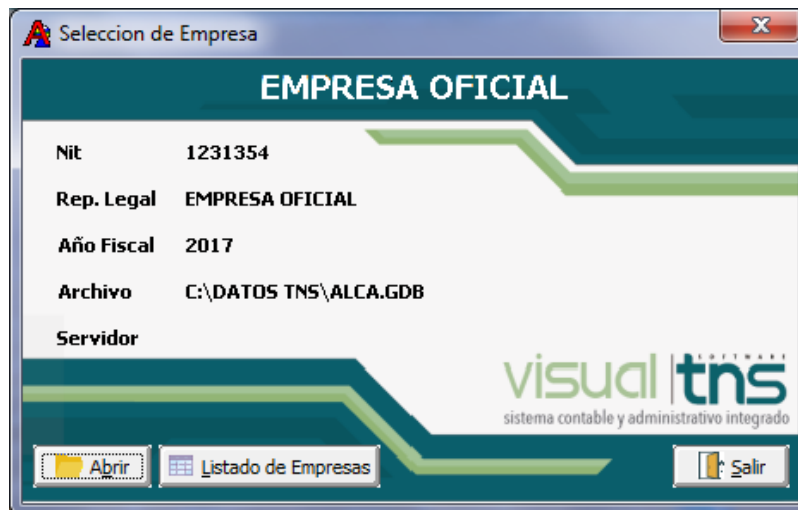 Seleccion de Empresa
EMPRESA OFICIAL
Nit 1231354
Rep. Legal EMPRESA OFICIAL
Año Fiscal 2017
Archivo C:\DATOS TNS\ALCA.GDB
Servidor
SOFTWARE
visual tns
sistema contable y administrativo integrado
Abrir Listado de Empresas Salir